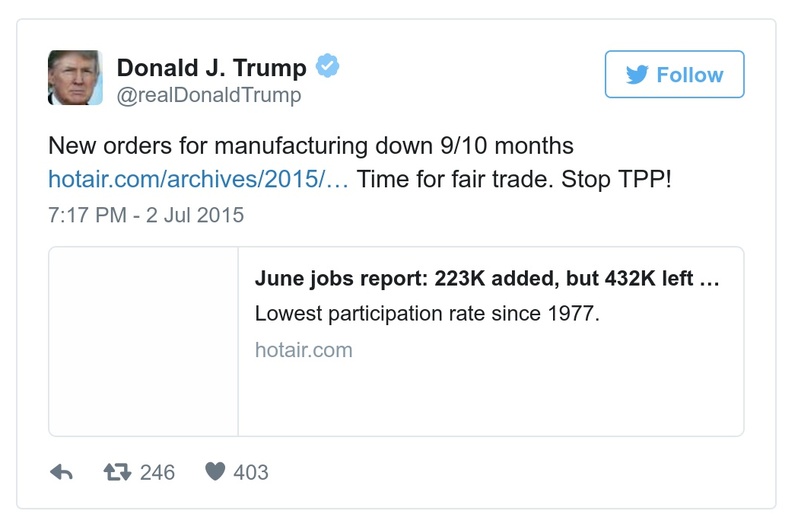 Donald J. Trump
@realDonaldTrump
Follow
New orders for manufacturing down 9/10 months
hotair.com/archives/2015/… Time for fair trade. Stop TPP!
7:17 PM - 2 Jul 2015
June jobs report: 223K added, but 432K left …
Lowest participation rate since 1977.
hotair.com
246 403